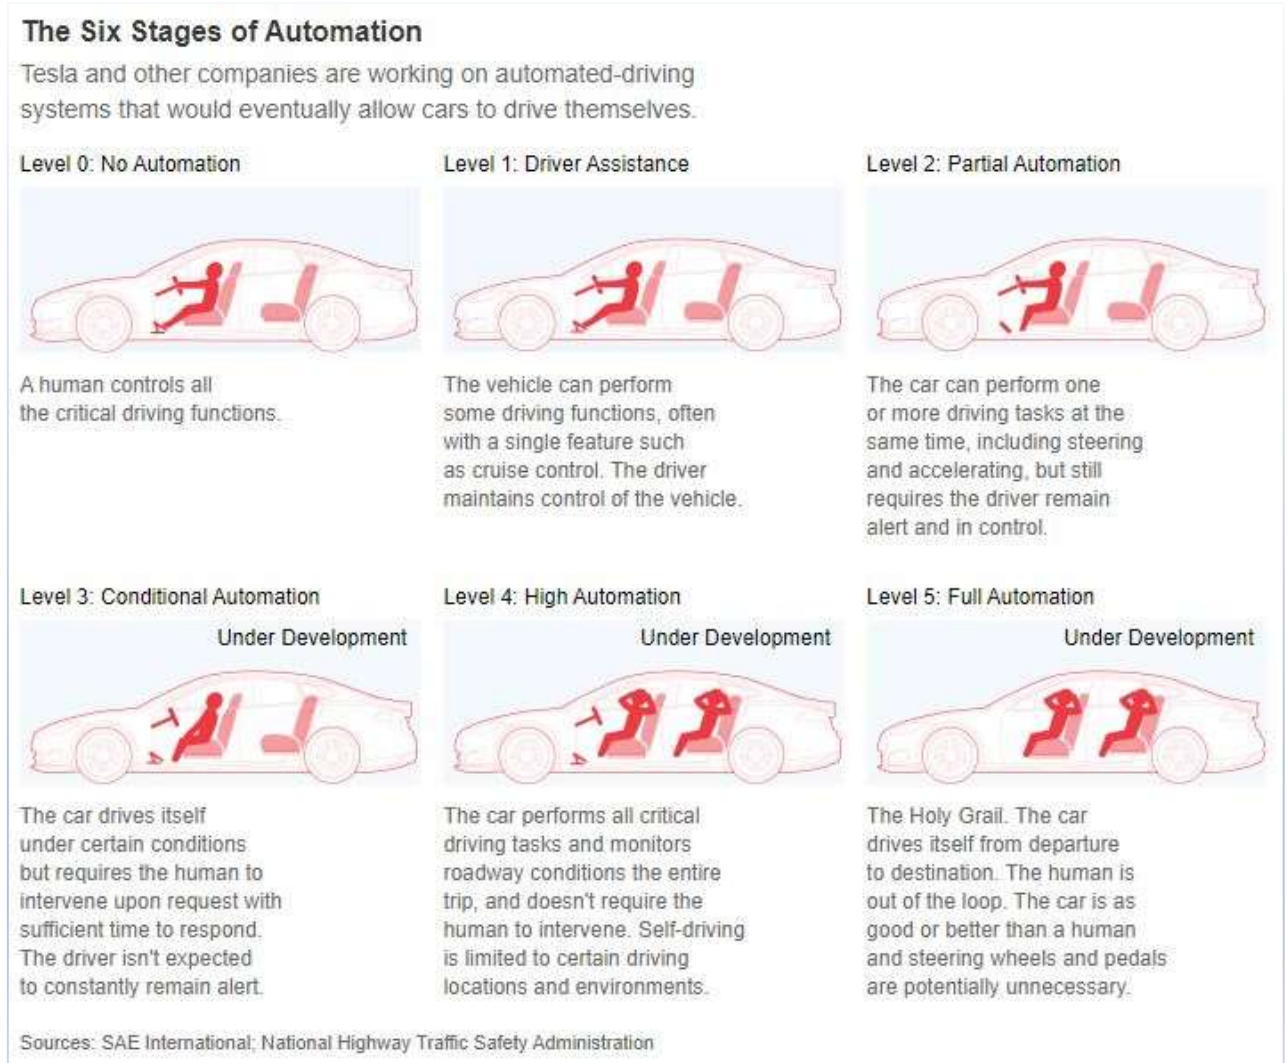 The Six Stages of Automation
Tesla and other companies are working on automated-driving
systems that would eventually allow cars to drive themselves.
Level 0: No Automation
A human controls all
the critical driving functions.
Level 1: Driver Assistance
The vehicle can perform
some driving functions, often
with a single feature such
as cruise control. The driver
maintains control of the vehicle.
Level 2: Partial Automation
The car can perform one
or more driving tasks at the
same time, including steering
and accelerating, but still
requires the driver remain
alert and in control.
Level 3: Conditional Automation
Under Development
The car drives itself
under certain conditions
but requires the human to
intervene upon request with
sufficient time to respond.
The driver isn't expected
to constantly remain alert.
Level 4: High Automation
Under Development
The car performs all critical
driving tasks and monitors
roadway conditions the entire
trip, and doesn't require the
human to intervene. Self-driving
is limited to certain driving
locations and environments.
Level 5: Full Automation
Under Development
The Holy Grail. The car
drives itself from departure
to destination. The human is
out of the loop. The car is as
good or better than a human
and steering wheels and pedals
are potentially unnecessary.
Sources: SAE International; National Highway Traffic Safety Administration